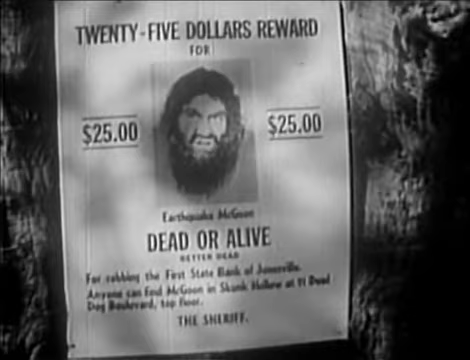 TWENTY-FIVE DOLLARS REWARD
FOR
$25.00
$25.00
Earthquake McGoon
DEAD OR ALIVE
BETTER DEAD
For robbing the First State Bank of Jonesville.
Anyone can find McGoon in Skunk Hollow at 11 Dead
Dog Boulevard, top floor.
THE SHERIFF.